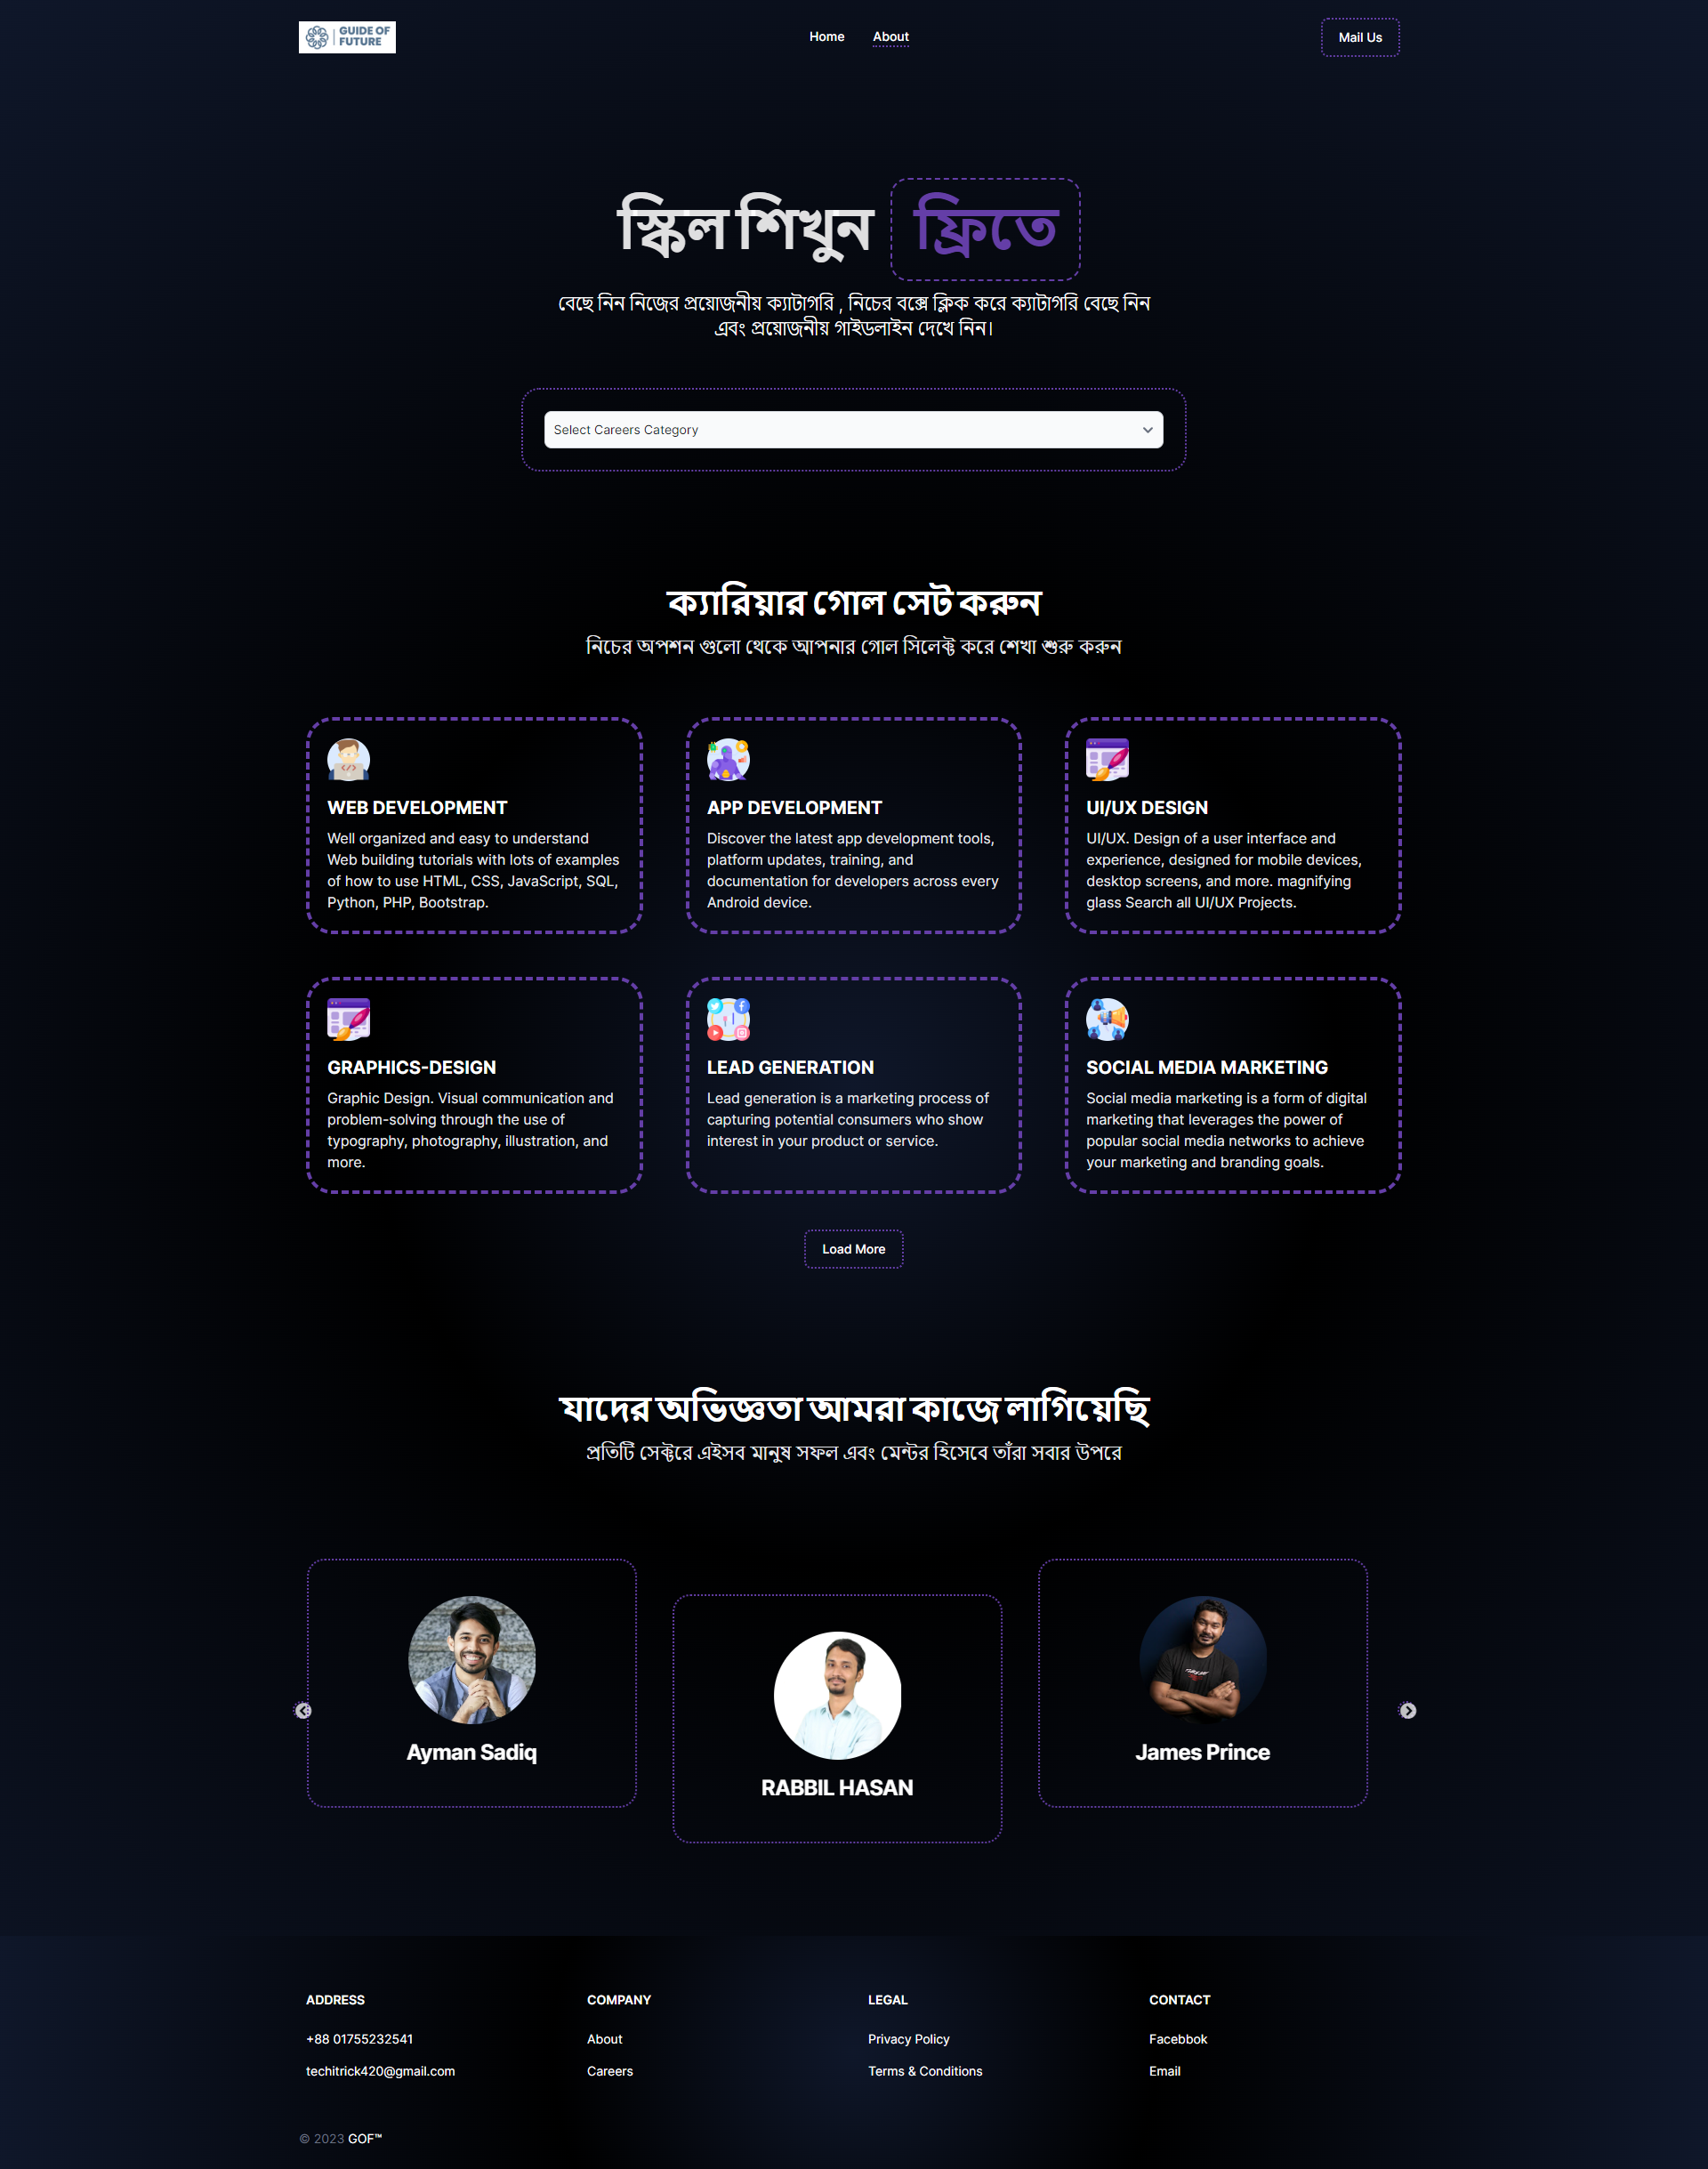 GUIDE OF
FUTURE
Home
About
Mail Us
স্কিল শিখুন ফ্রিতে
বেছে নিন নিজের প্রয়োজনীয় ক্যাটাগরি , নিচের বক্সে ক্লিক করে ক্যাটাগরি বেছে নিন
এবং প্রয়োজনীয় গাইডলাইন দেখে নিন।
Select Careers Category
ক্যারিয়ার গোল সেট করুন
নিচের অপশন গুলো থেকে আপনার গোল সিলেক্ট করে শেখা শুরু করুন
WEB DEVELOPMENT
Well organized and easy to understand
Web building tutorials with lots of examples
of how to use HTML, CSS, JavaScript, SQL,
Python, PHP, Bootstrap.
APP DEVELOPMENT
Discover the latest app development tools,
platform updates, training, and
documentation for developers across every
Android device.
UI/UX DESIGN
UI/UX. Design of a user interface and
experience, designed for mobile devices,
desktop screens, and more. magnifying
glass Search all UI/UX Projects.
GRAPHICS-DESIGN
Graphic Design. Visual communication and
problem-solving through the use of
typography, photography, illustration, and
more.
LEAD GENERATION
Lead generation is a marketing process of
capturing potential consumers who show
interest in your product or service.
SOCIAL MEDIA MARKETING
Social media marketing is a form of digital
marketing that leverages the power of
popular social media networks to achieve
your marketing and branding goals.
Load More
যাদের অভিজ্ঞতা আমরা কাজে লাগিয়েছি
প্রতিটি সেক্টরে এইসব মানুষ সফল এবং মেন্টর হিসেবে তাঁরা সবার উপরে
Ayman Sadiq
RABBIL HASAN
James Prince
ADDRESS
+88 01755232541
techitrick420@gmail.com
COMPANY
About
Careers
LEGAL
Privacy Policy
Terms & Conditions
CONTACT
Facebbok
Email
© 2023 GOF™